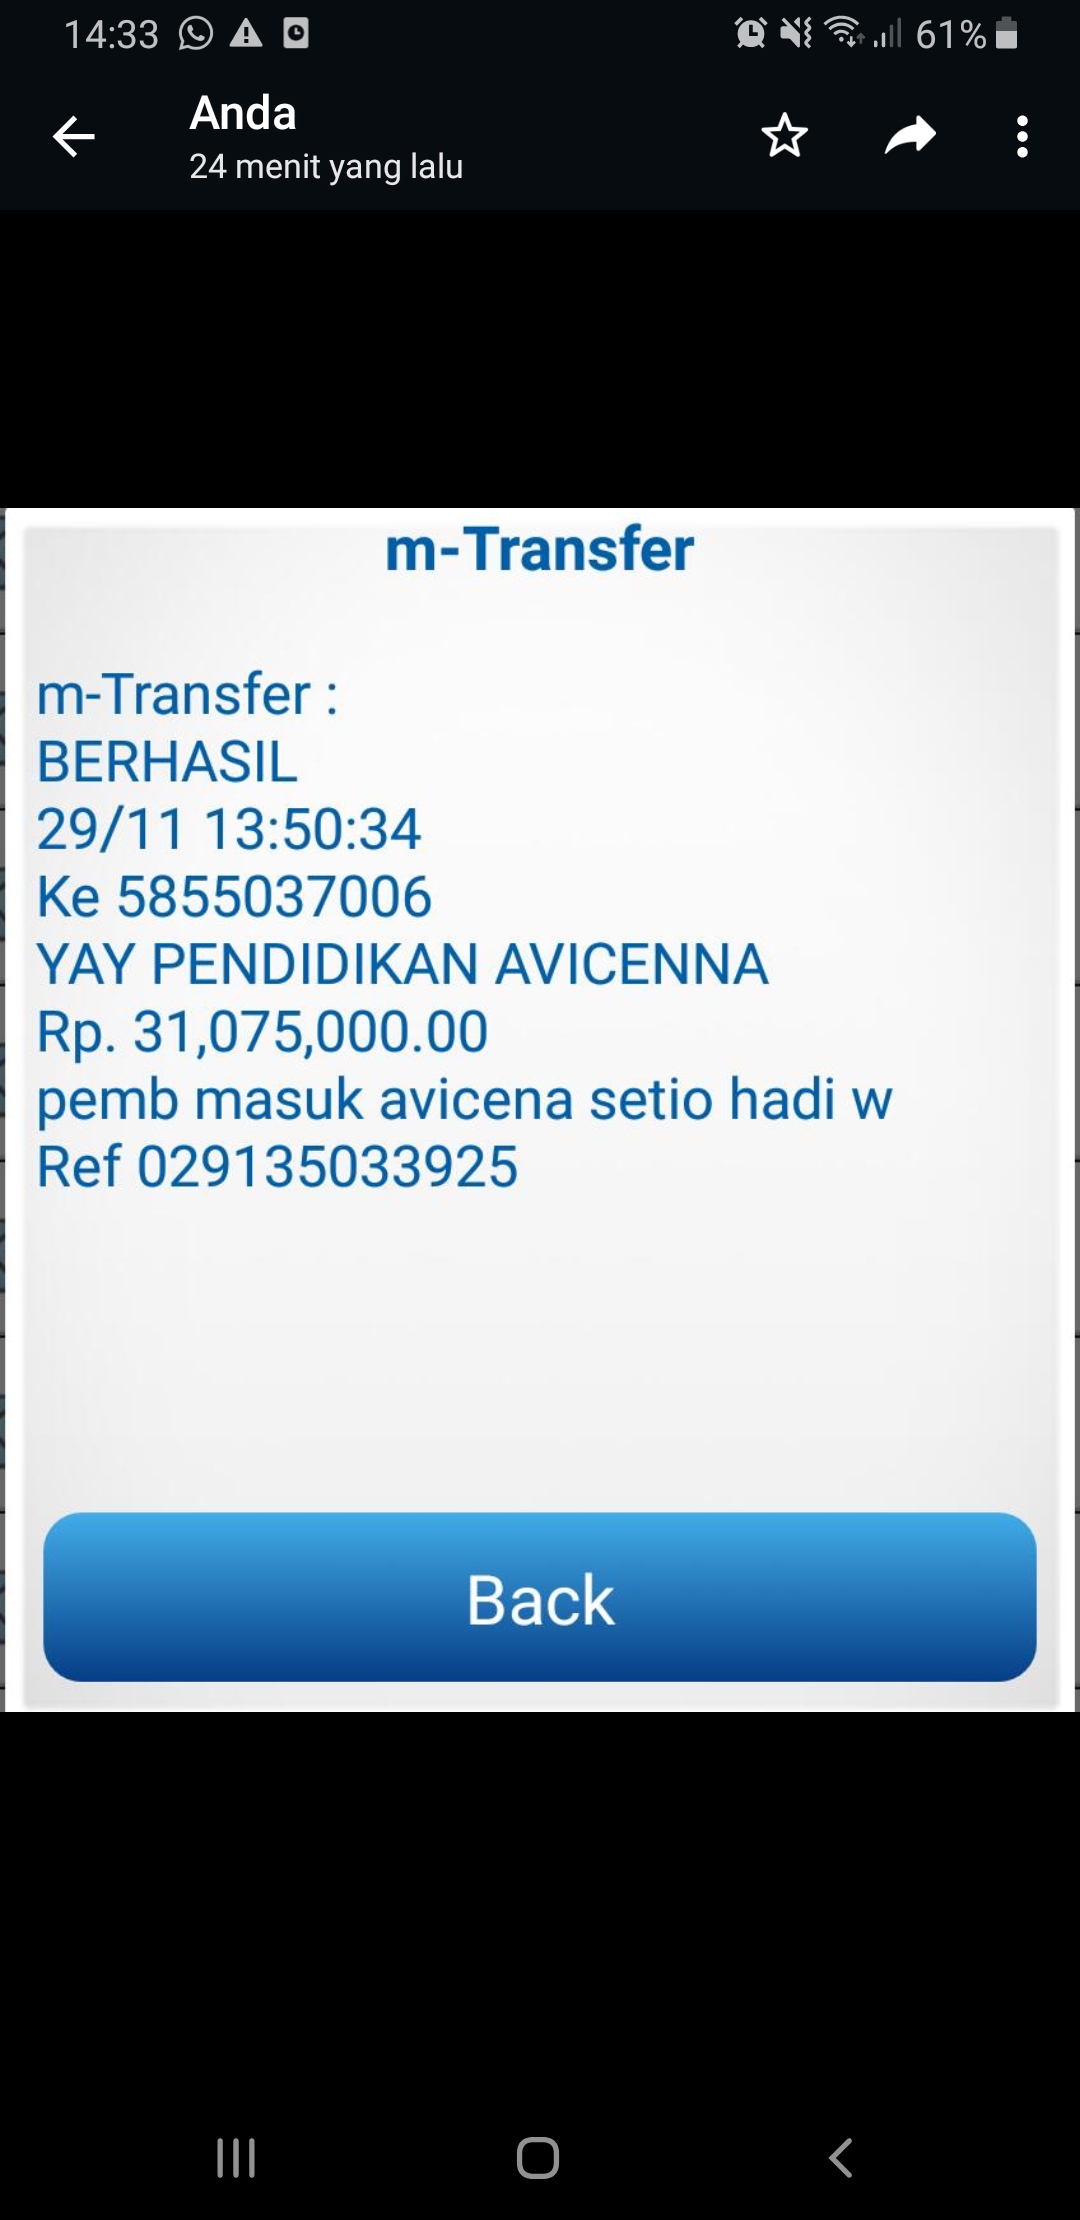 14:33 61%
Anda
24 menit yang lalu
m-Transfer
m-Transfer :
BERHASIL
29/11 13:50:34
Ke 5855037006
YAY PENDIDIKAN AVICENNA
Rp. 31,075,000.00
pemb masuk avicena setio hadi w
Ref 029135033925
Back